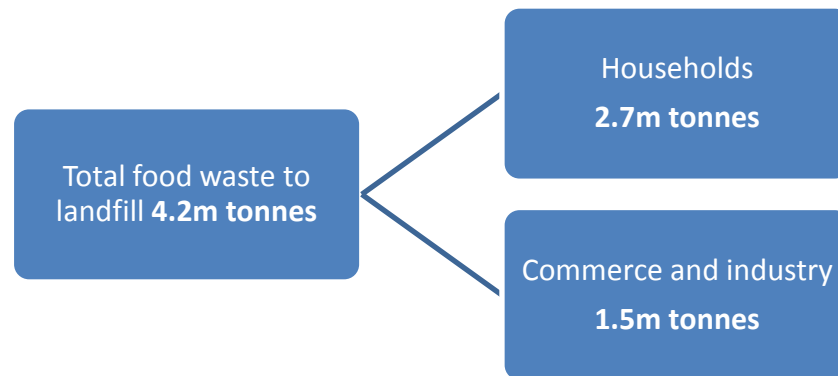 Total food waste to
landfill 4.2m tonnes
Households
2.7m tonnes
Commerce and industry
1.5m tonnes